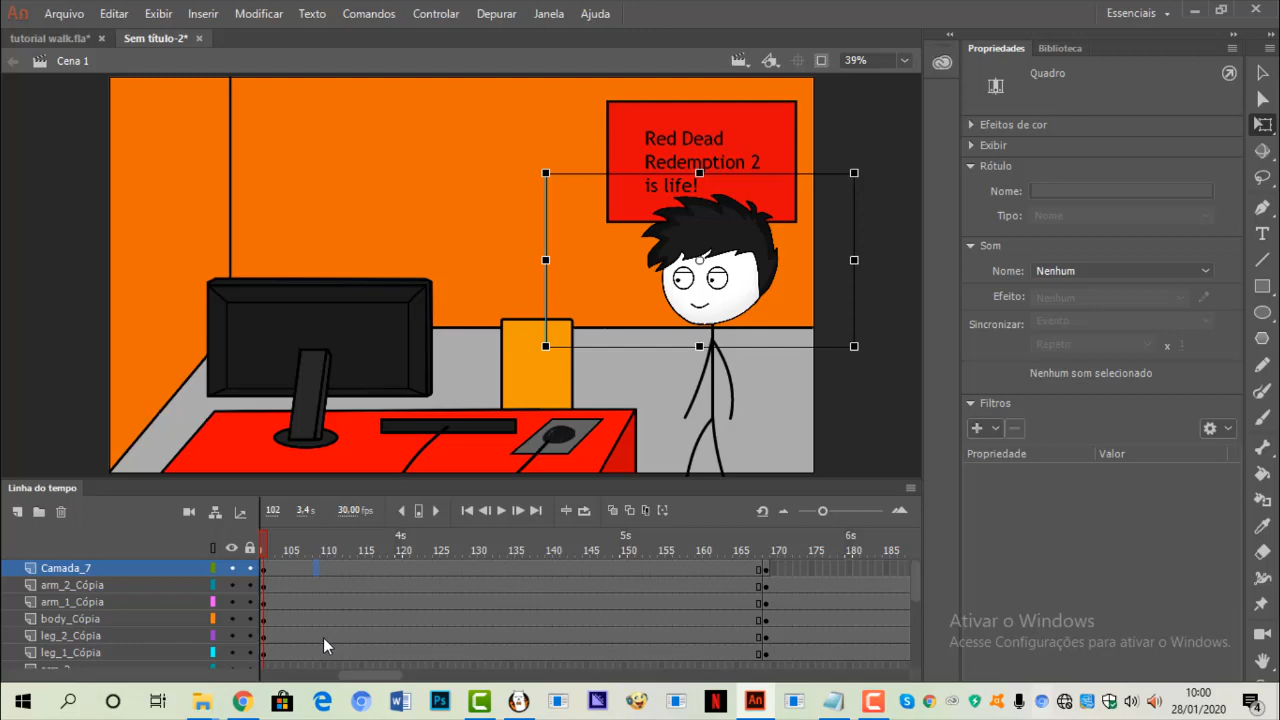 An Arquivo Editar Exibir Inserir Modificar Texto Comandos Controlar Depurar Janela Ajuda Essenciais
tutorial walk.fla* × Sem título-2* ×
Cena 1 39%
Propriedades Biblioteca
Quadro
Efeitos de cor
Exibir
Rótulo
Nome:
Tipo: Nome
Som
Nome: Nenhum
Efeito: Nenhum
Sincronizar: Evento
Repetir x 1
Nenhum som selecionado
Filtros
Propriedade Valor
Red Dead
Redemption 2
is life!
Linha do tempo
102 3,4 s 30,00 fps
4s 5s 6s
105 110 115 120 125 130 135 140 145 150 155 160 165 170 175 180 185
Camada_7
arm_2_Cópia
arm_1_Cópia
body_Cópia
leg_2_Cópia
leg_1_Cópia
Ativar o Windows
Acesse Configurações para ativar o Windows.
W Ps C N An C S
10:00
28/01/2020
4